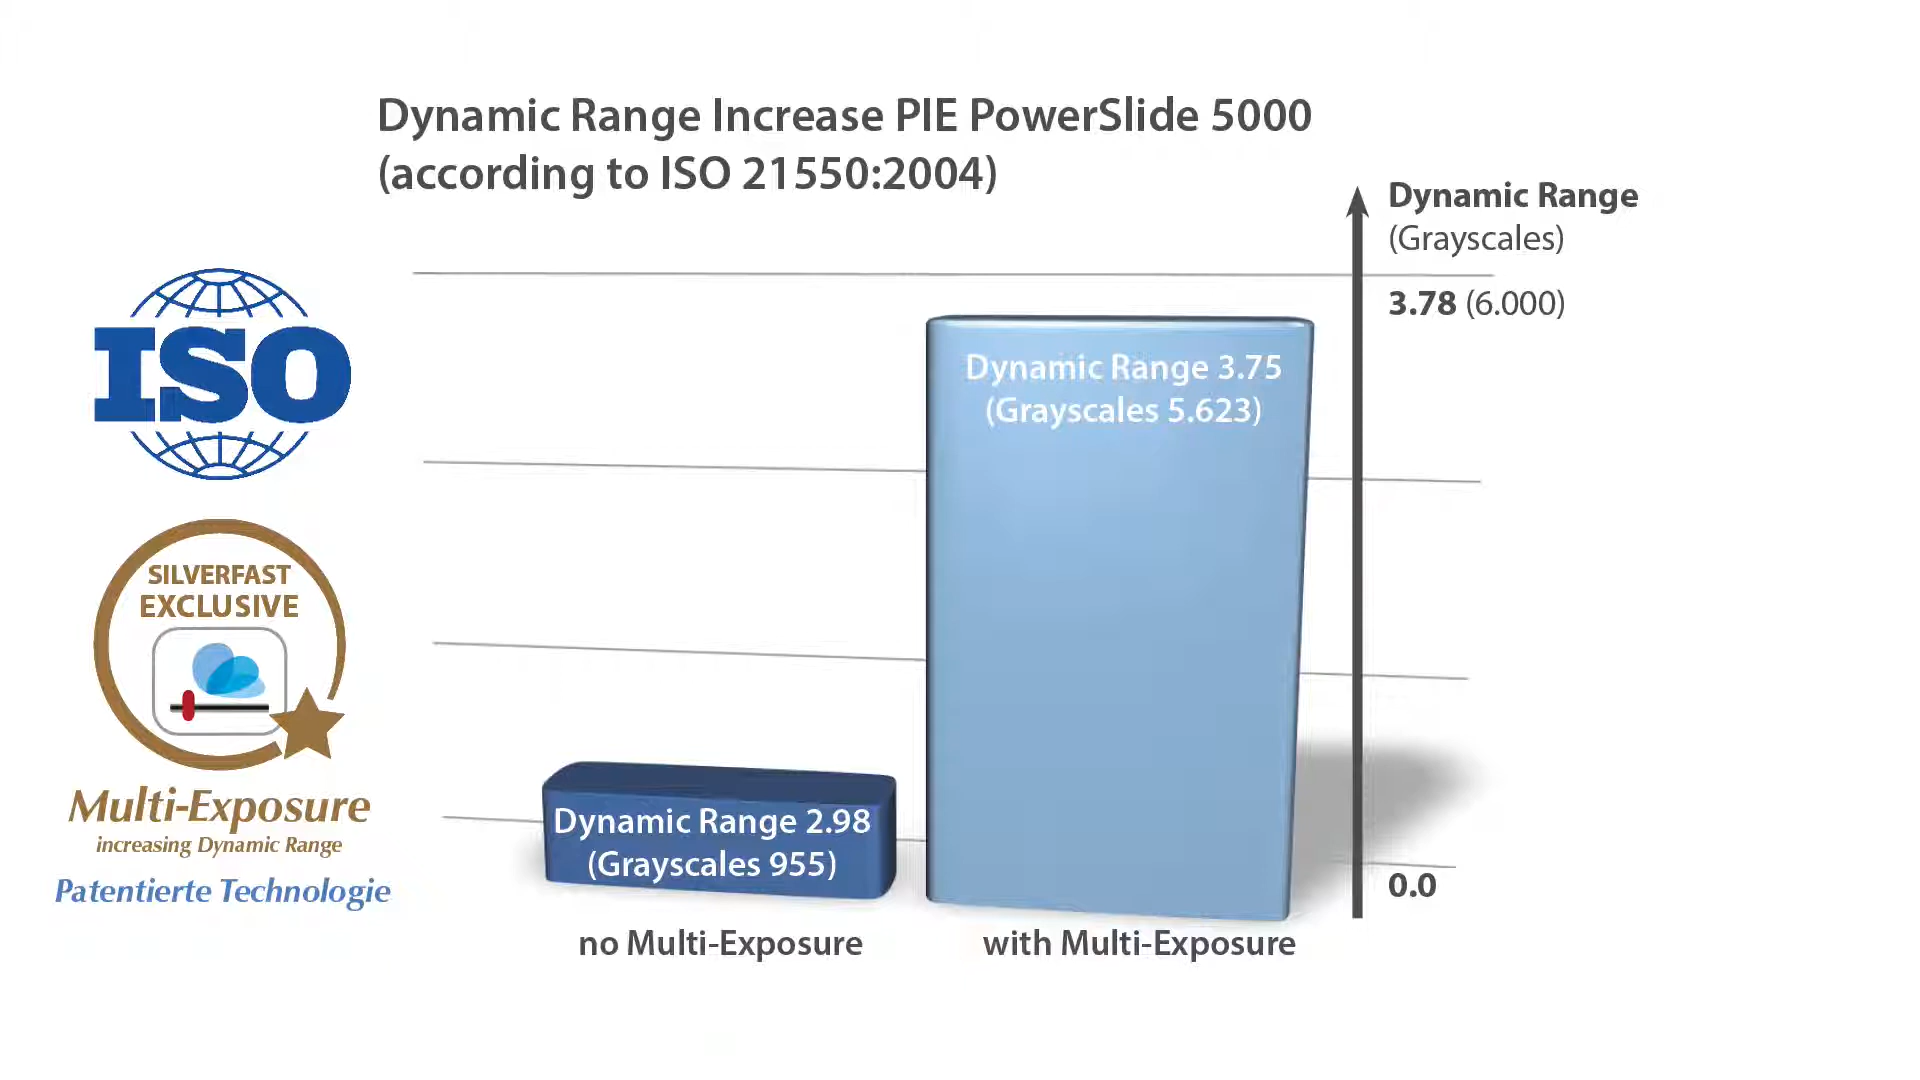 Dynamic Range Increase PIE PowerSlide 5000
(according to ISO 21550:2004)
Dynamic Range
(Grayscales)
3.78 (6.000)
ISO
Dynamic Range 3.75
(Grayscales 5.623)
SILVERFAST
EXCLUSIVE
Multi-Exposure
increasing Dynamic Range
Patentierte Technologie
Dynamic Range 2.98
(Grayscales 955)
0.0
no Multi-Exposure
with Multi-Exposure